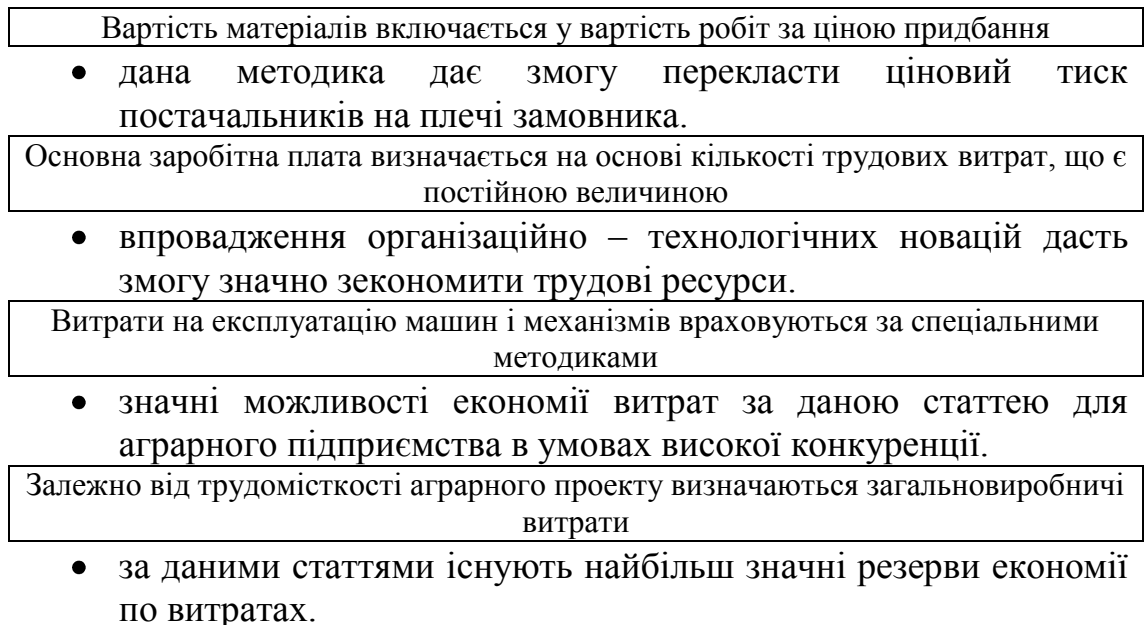 Вартість матеріалів включається у вартість робіт за ціною придбання
• дана методика дає змогу перекласти ціновий тиск
постачальників на плечі замовника.
Основна заробітна плата визначається на основі кількості трудових витрат, що є
постійною величиною
• впровадження організаційно – технологічних новацій дасть
змогу значно зекономити трудові ресурси.
Витрати на експлуатацію машин і механізмів враховуються за спеціальними
методиками
• значні можливості економії витрат за даною статтею для
аграрного підприємства в умовах високої конкуренції.
Залежно від трудомісткості аграрного проекту визначаються загальновиробничі
витрати
• за даними статтями існують найбільш значні резерви економії
по витратах.